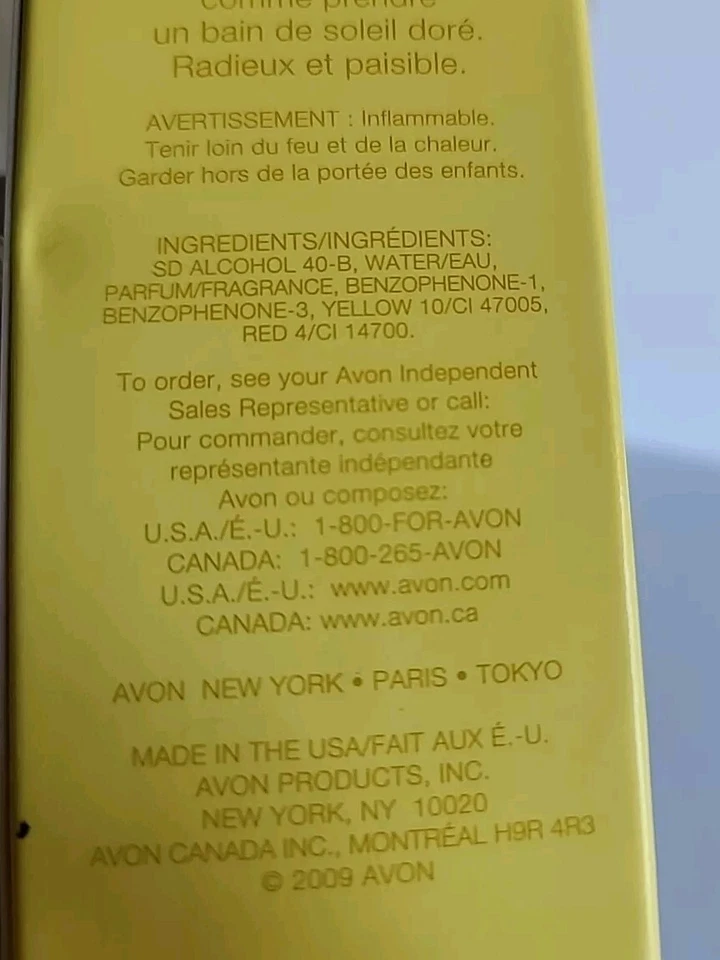 comme prendre
un bain de soleil doré.
Radieux et paisible.
AVERTISSEMENT : Inflammable.
Tenir loin du feu et de la chaleur.
Garder hors de la portée des enfants.
INGREDIENTS/INGRÉDIENTS:
SD ALCOHOL 40-B, WATER/EAU,
PARFUM/FRAGRANCE, BENZOPHENONE-1,
BENZOPHENONE-3, YELLOW 10/CI 47005,
RED 4/CI 14700.
To order, see your Avon Independent
Sales Representative or call:
Pour commander, consultez votre
représentante indépendante
Avon ou composez:
U.S.A./É.-U.: 1-800-FOR-AVON
CANADA: 1-800-265-AVON
U.S.A./É.-U.: www.avon.com
CANADA: www.avon.ca
AVON NEW YORK • PARIS • TOKYO
MADE IN THE USA/FAIT AUX É.-U.
AVON PRODUCTS, INC.
NEW YORK, NY 10020
AVON CANADA INC., MONTRÉAL H9R 4R3
© 2009 AVON